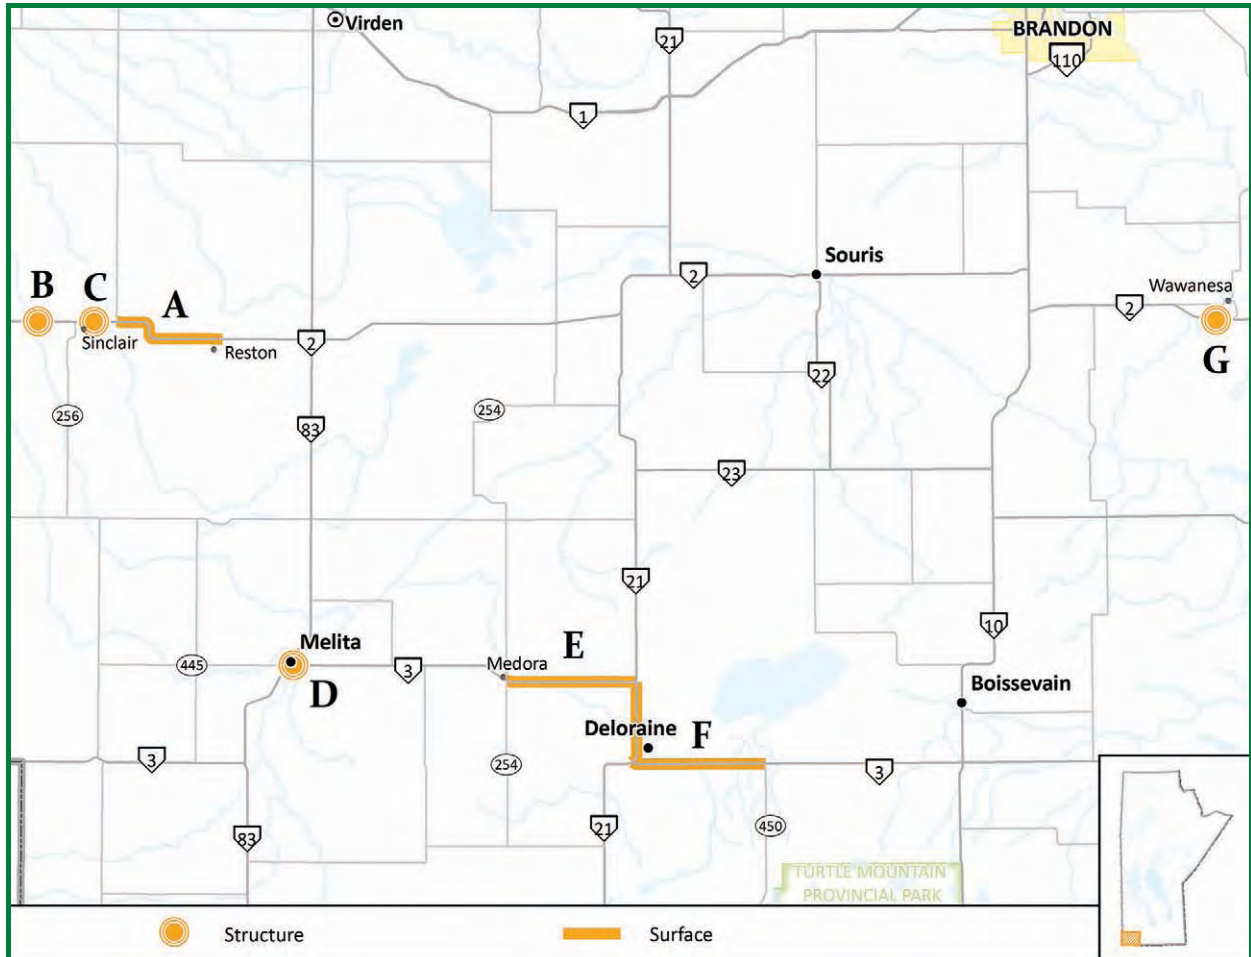 Virden
21
BRANDON
110
1
B
C
A
Sinclair
Reston
2
2
Souris
Wawanesa
2
G
256
83
254
22
23
21
10
Melita
445
D
3
Medora
E
Boissevain
Deloraine
F
3
254
3
21
83
450
TURTLE MOUNTAIN
PROVINCIAL PARK
Structure
Surface